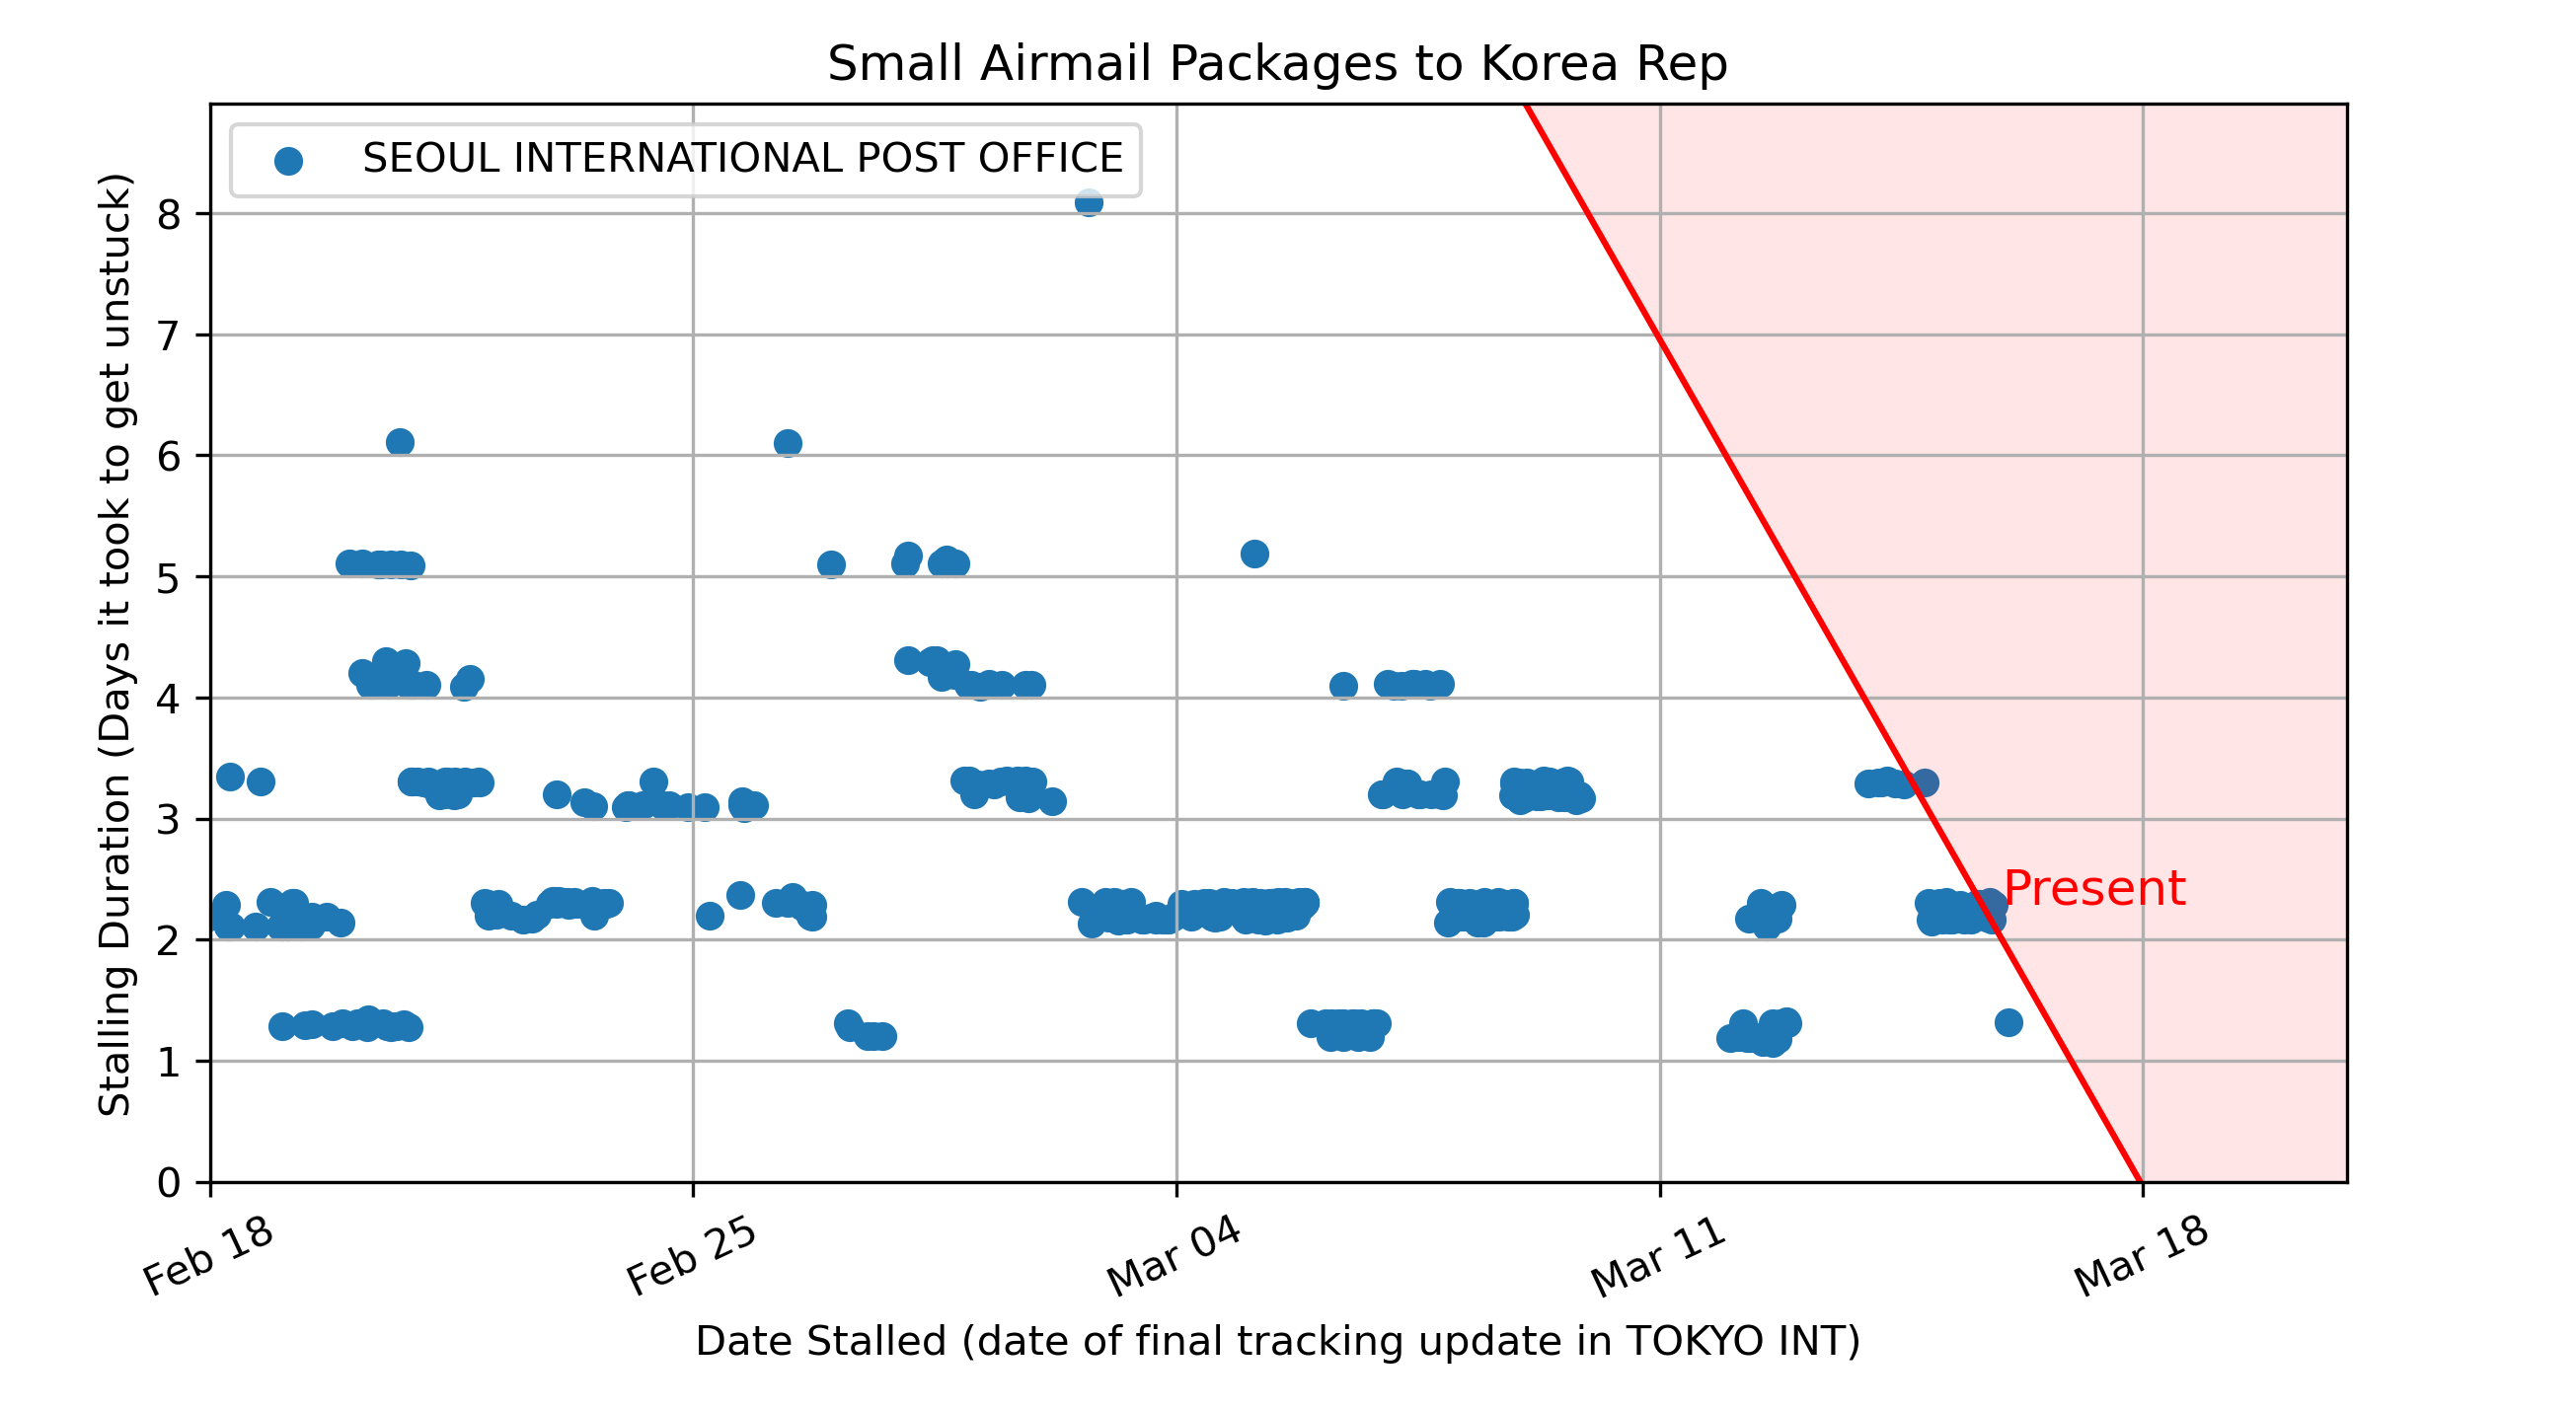 Small Airmail Packages to Korea Rep
SEOUL INTERNATIONAL POST OFFICE
Stalling Duration (Days it took to get unstuck)
8
7
6
5
4
3
2
1
0
Present
Feb 18
Feb 25
Mar 04
Mar 11
Mar 18
Date Stalled (date of final tracking update in TOKYO INT)